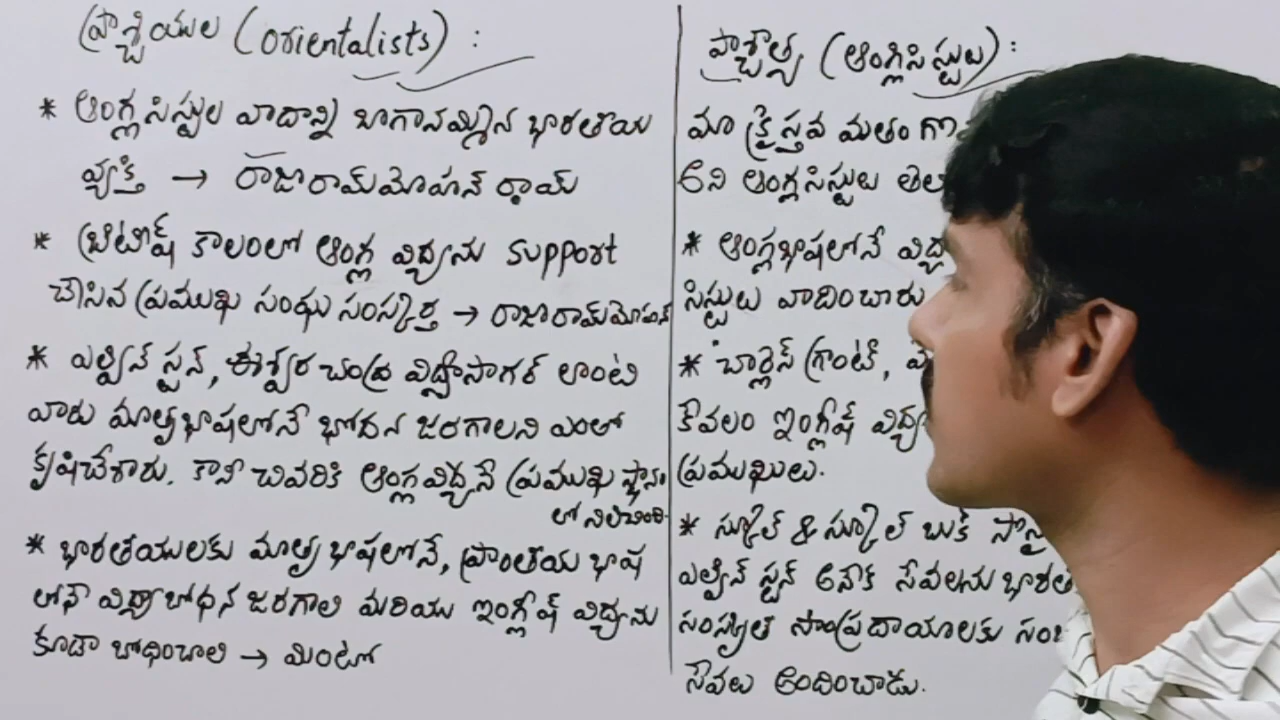 ప్రాశ్చియుల (Orientalists) :
* ఆంగ్లసిస్టుల వాదాన్ని బాగానమ్మిన భారతీయ
వ్యక్తి → రాజారామ్‌మోహన్ రాయ్
* బ్రిటీష్ కాలంలో ఆంగ్ల విద్యను support
చేసిన ప్రముఖ సంఘ సంస్కర్త → రాజారామ్‌మోహన్
* ఎల్ఫిన్ స్టన్, ఈశ్వర చంద్ర విద్యాసాగర్ లాంటి
వారు మాతృభాషలోనే బోధన జరగాలని ఎంతో
కృషిచేశారు. కానీ చివరికి ఆంగ్లవిద్యనే ప్రముఖ స్థానం
లో నిలిచింది.
* భారతీయులకు మాతృ భాషలోనే, ప్రాంతీయ భాష
లోనే విద్యాబోధన జరగాలి మరియు ఇంగ్లీష్ విద్యను
కూడా బోధించాలి → మింటో
ప్రాశ్చాత్య (ఆంగ్లిసిస్టులు) :
మా క్రైస్తవ మతం
అని ఆంగ్లసిస్టులు
* ఆంగ్లభాషలోనే
సిస్టులు వాదించారు
* చార్లెస్ గ్రాంట్,
కేవలం ఇంగ్లీష్
ప్రముఖులు.
* స్కూల్ & స్కూల్ బుక్
ఎల్ఫిన్ స్టన్ అనేక సేవలను
సంస్కృతి సాంప్రదాయాలకు
సేవలు అందించాడు.